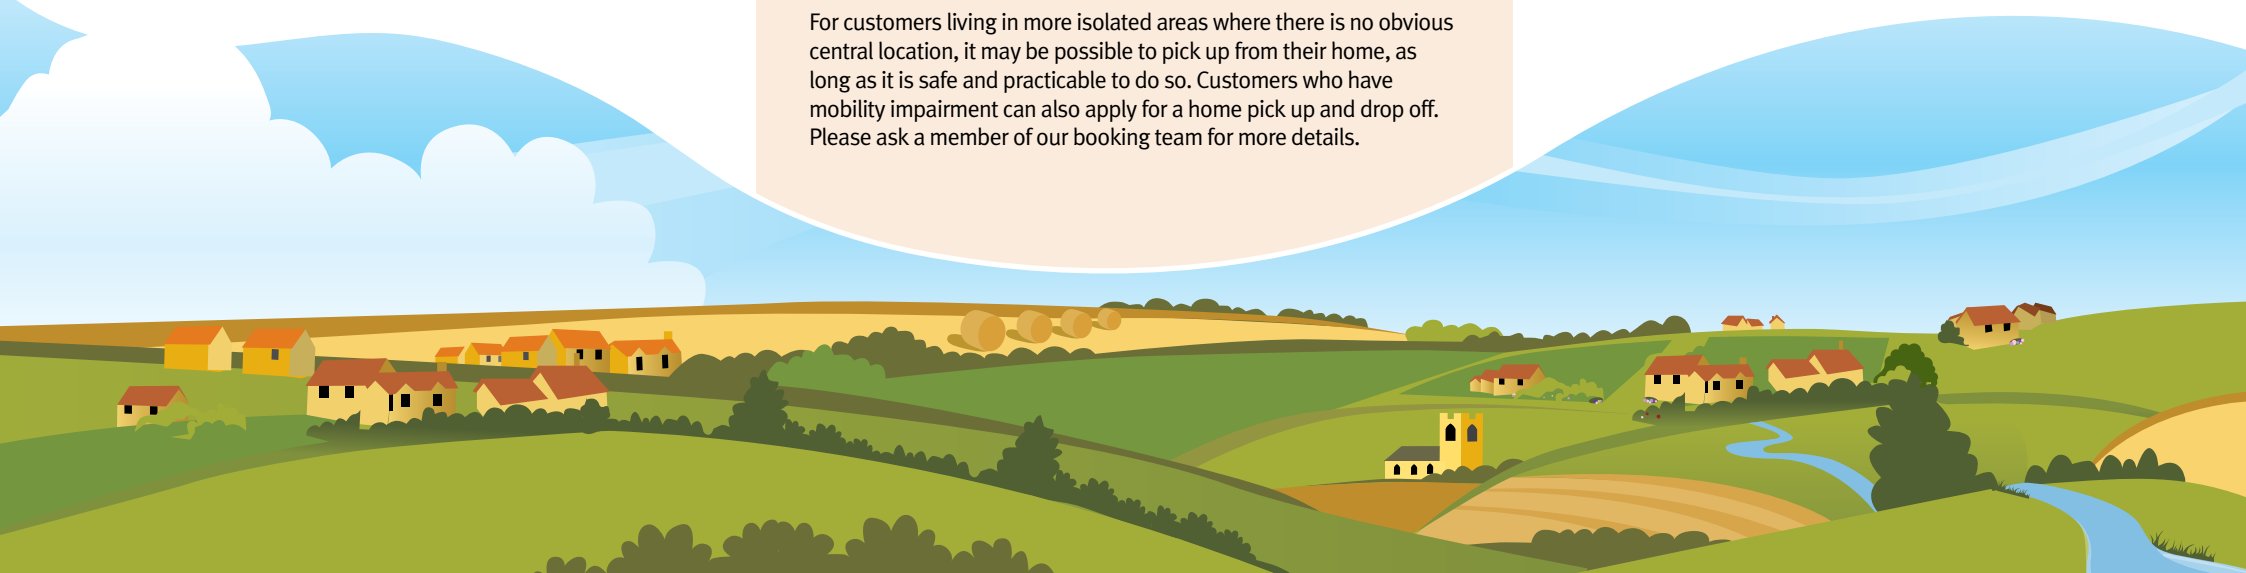 For customers living in more isolated areas where there is no obvious
central location, it may be possible to pick up from their home, as
long as it is safe and practicable to do so. Customers who have
mobility impairment can also apply for a home pick up and drop off.
Please ask a member of our booking team for more details.